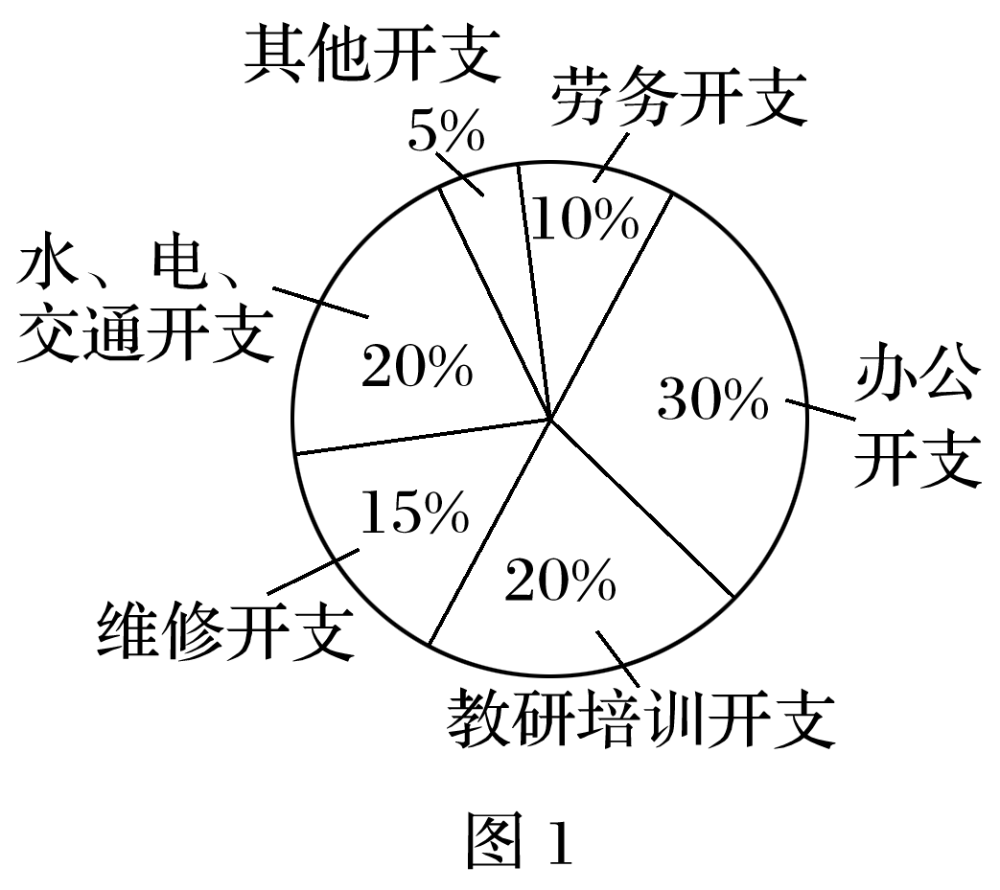 其他开支
5%
劳务开支
10%
水、电、
交通开支
20%
30%
办公
开支
15%
维修开支
20%
教研培训开支
图 1